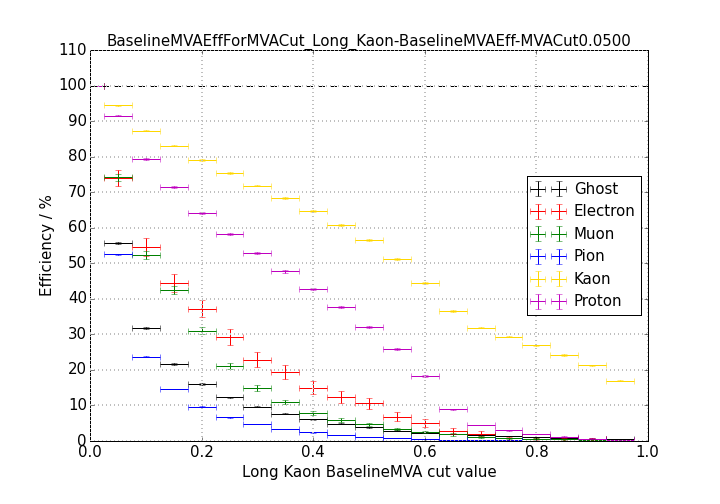 BaselineMVAEffForMVACut_Long_Kaon-BaselineMVAEff-MVACut0.0500
110
100
90
80
70
60
50
40
30
20
10
0
Efficiency / %
Ghost
Electron
Muon
Pion
Kaon
Proton
0.0 0.2 0.4 0.6 0.8 1.0
Long Kaon BaselineMVA cut value